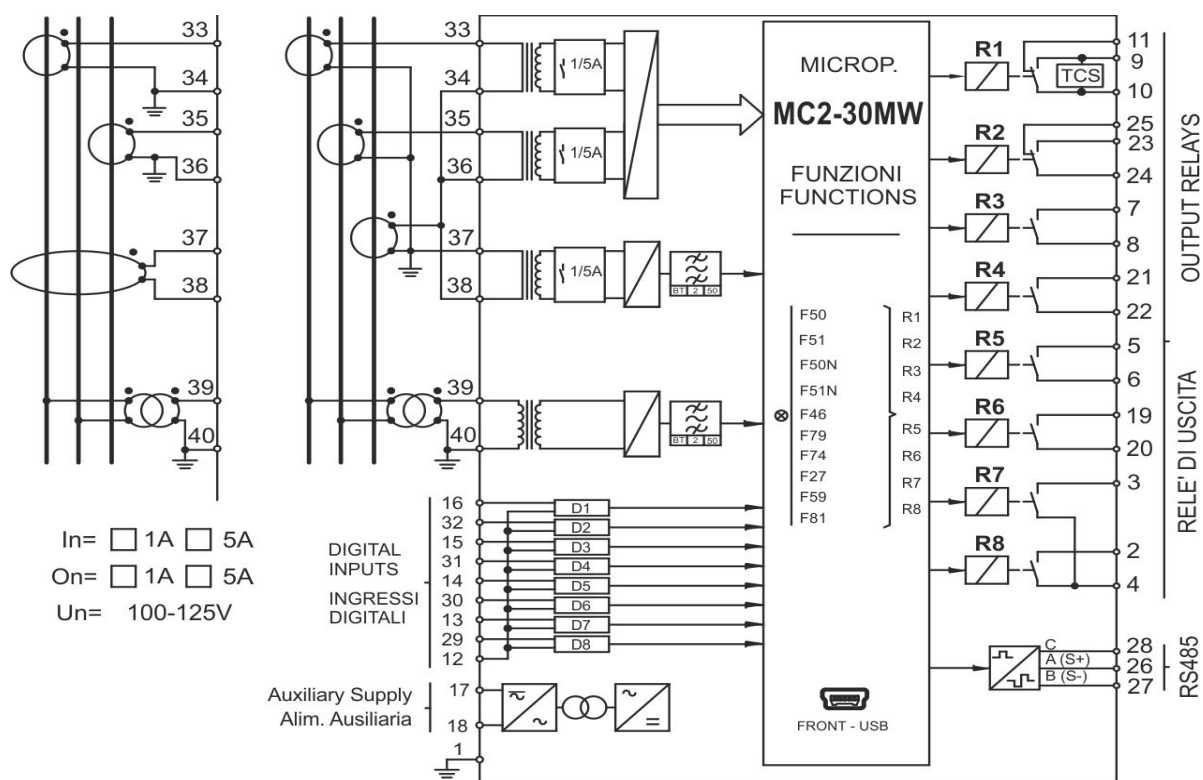 33
34
35
36
37
38
39
40
In= 1A 5A
On= 1A 5A
Un= 100-125V
33
34
35
36
37
38
39
40
1/5A
1/5A
1/5A
BT 2 50
BT 2 50
16
32
15
31
14
30
13
29
12
DIGITAL
INPUTS
INGRESSI
DIGITALI
D1
D2
D3
D4
D5
D6
D7
D8
Auxiliary Supply
Alim. Ausiliaria
17
18
1
MICROP.
MC2-30MW
FUNZIONI
FUNCTIONS
F50
F51
F50N
F51N
F46
F79
F74
F27
F59
F81
R1
R2
R3
R4
R5
R6
R7
R8
FRONT - USB
R1
R2
R3
R4
R5
R6
R7
R8
11
9
TCS
10
25
23
24
7
8
21
22
5
6
19
20
3
2
4
C
A (S+)
B (S-)
28
26
27
OUTPUT RELAYS
RELE' DI USCITA
RS485